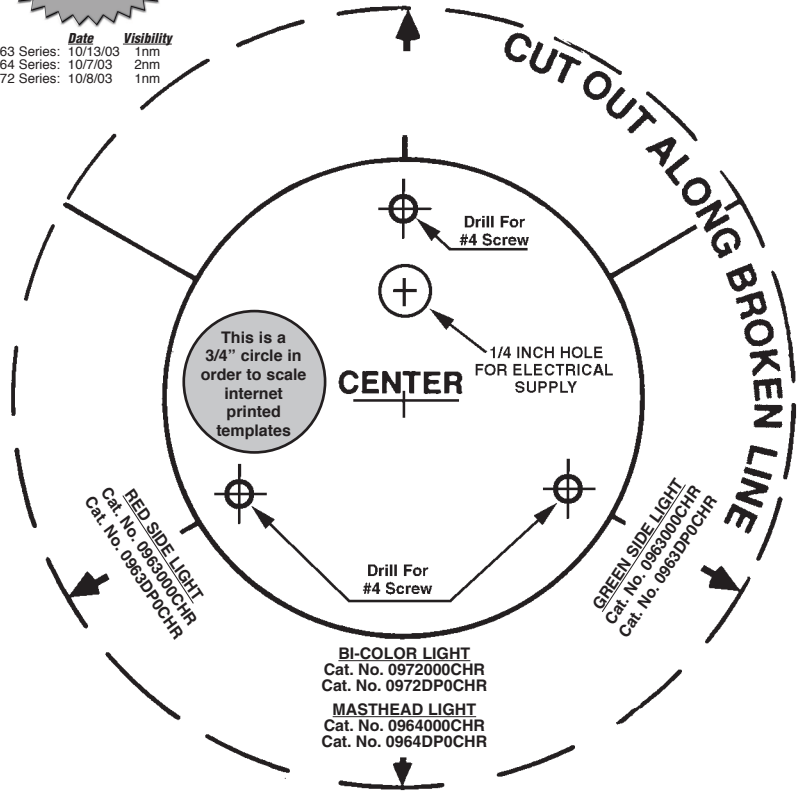 Date Visibility
63 Series: 10/13/03 1nm
64 Series: 10/7/03 2nm
72 Series: 10/8/03 1nm
CUT OUT ALONG BROKEN LINE
Drill For
#4 Screw
1/4 INCH HOLE
FOR ELECTRICAL
SUPPLY
This is a
3/4” circle in
order to scale
internet
printed
templates
CENTER
RED SIDE LIGHT
Cat. No. 0963000CHR
Cat. No. 0963DP0CHR
GREEN SIDE LIGHT
Cat. No. 0963000CHR
Cat. No. 0963DP0CHR
Drill For
#4 Screw
BI-COLOR LIGHT
Cat. No. 0972000CHR
Cat. No. 0972DP0CHR
MASTHEAD LIGHT
Cat. No. 0964000CHR
Cat. No. 0964DP0CHR